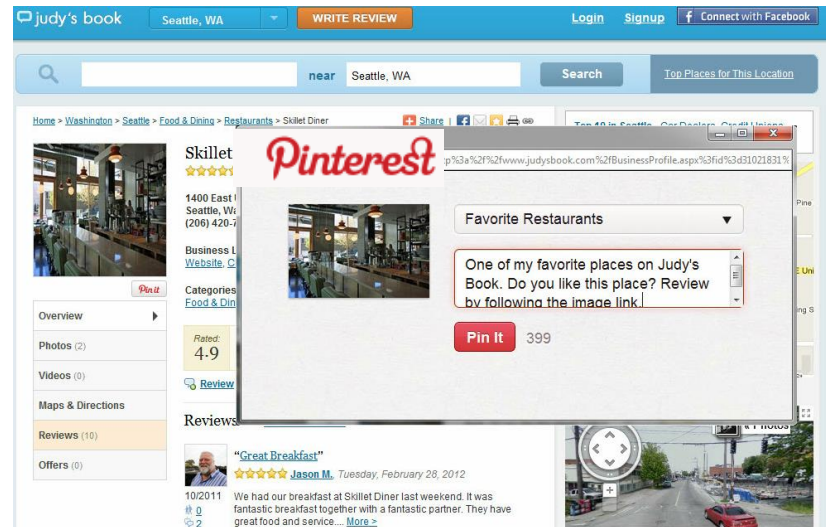 judy's book
Seattle, WA
WRITE REVIEW
Login
Signup
f Connect with Facebook
near
Seattle, WA
Search
Top Places for This Location
Home > Washington > Seattle > Food & Dining > Restaurants > Skillet Diner
Share
Skillet
Pinterest
p%3a%2f%2fwww.judysbook.com%2fBusinessProfile.aspx%3fid%3d31021831%
1400 East
Seattle, Wa
(206) 420-7
Favorite Restaurants
Pine
Business L
Website, C
One of my favorite places on Judy's
Book. Do you like this place? Review
by following the image link.
E Uni
Pin it
Categories
Food & Din
Overview
ng S
Pin It
399
Photos (2)
Rated:
4.9
Videos (0)
Review
Maps & Directions
Reviews (10)
Reviews
Photos
Offers (0)
"Great Breakfast"
Jason M. Tuesday, February 28, 2012
10/2011
0
2
We had our breakfast at Skillet Diner last weekend. It was
fantastic breakfast together with a fantastic partner. They have
great food and service.... More >